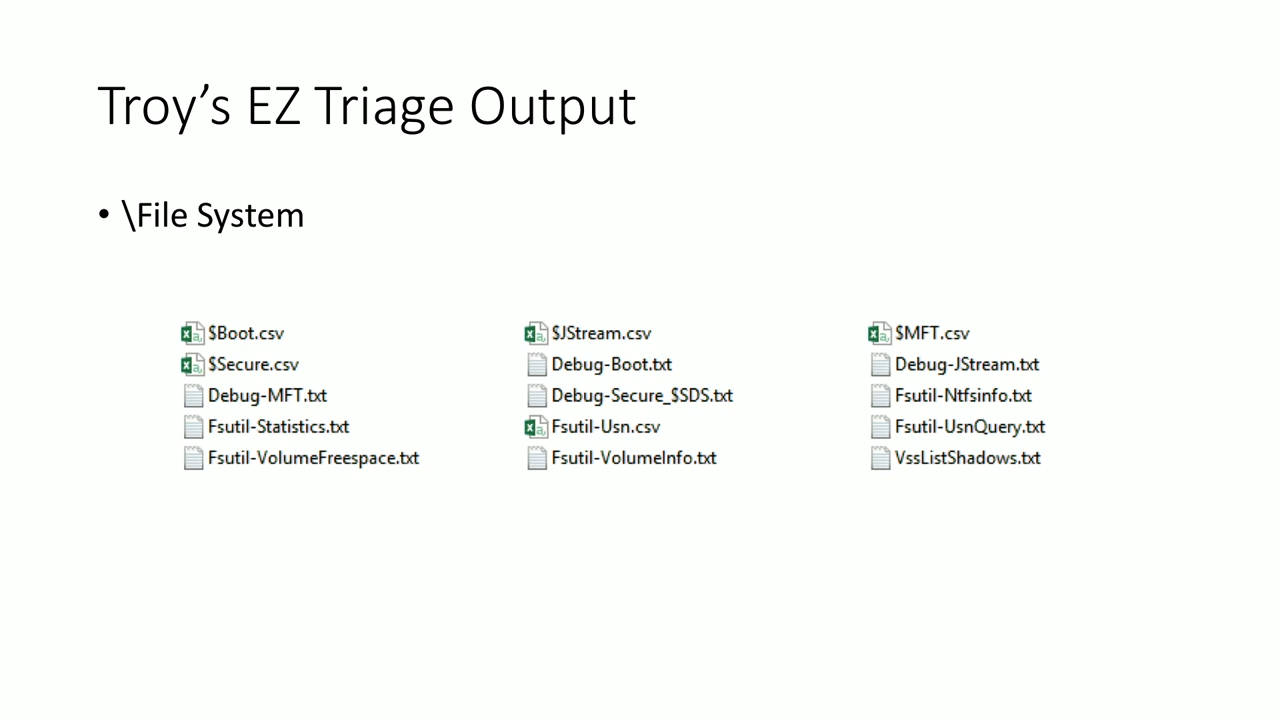 Troy’s EZ Triage Output
• \File System
$Boot.csv $JStream.csv $MFT.csv
$Secure.csv Debug-Boot.txt Debug-JStream.txt
Debug-MFT.txt Debug-Secure_$SDS.txt Fsutil-Ntfsinfo.txt
Fsutil-Statistics.txt Fsutil-Usn.csv Fsutil-UsnQuery.txt
Fsutil-VolumeFreespace.txt Fsutil-VolumeInfo.txt VssListShadows.txt